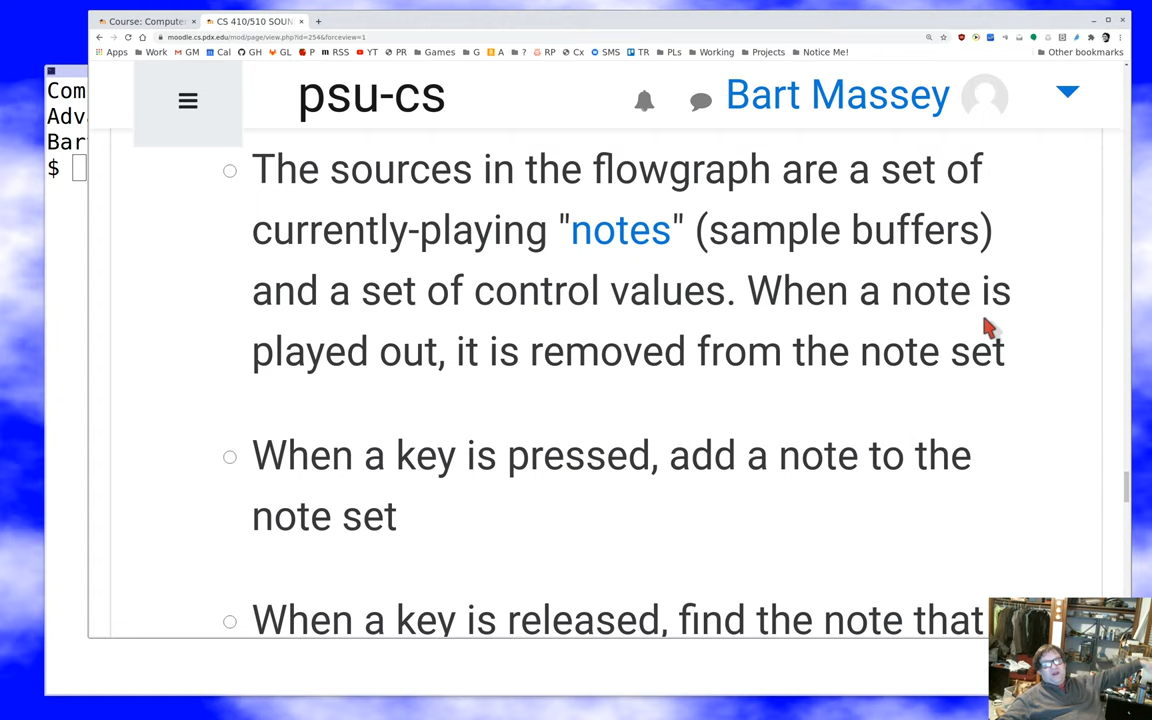 Course: Compute
CS 410/510 SOUN
moodle.cs.pdx.edu/mod/page/view.php?id=254&forceview=1
Apps Work GM Cal GH GL P RSS YT PR Games G A ? RP Cx SMS TR PLs Working Projects Notice Me! Other bookmarks
psu-cs
Bart Massey
Com
Adv
Bar
$
The sources in the flowgraph are a set of
currently-playing "notes" (sample buffers)
and a set of control values. When a note is
played out, it is removed from the note set
When a key is pressed, add a note to the
note set
When a key is released, find the note that